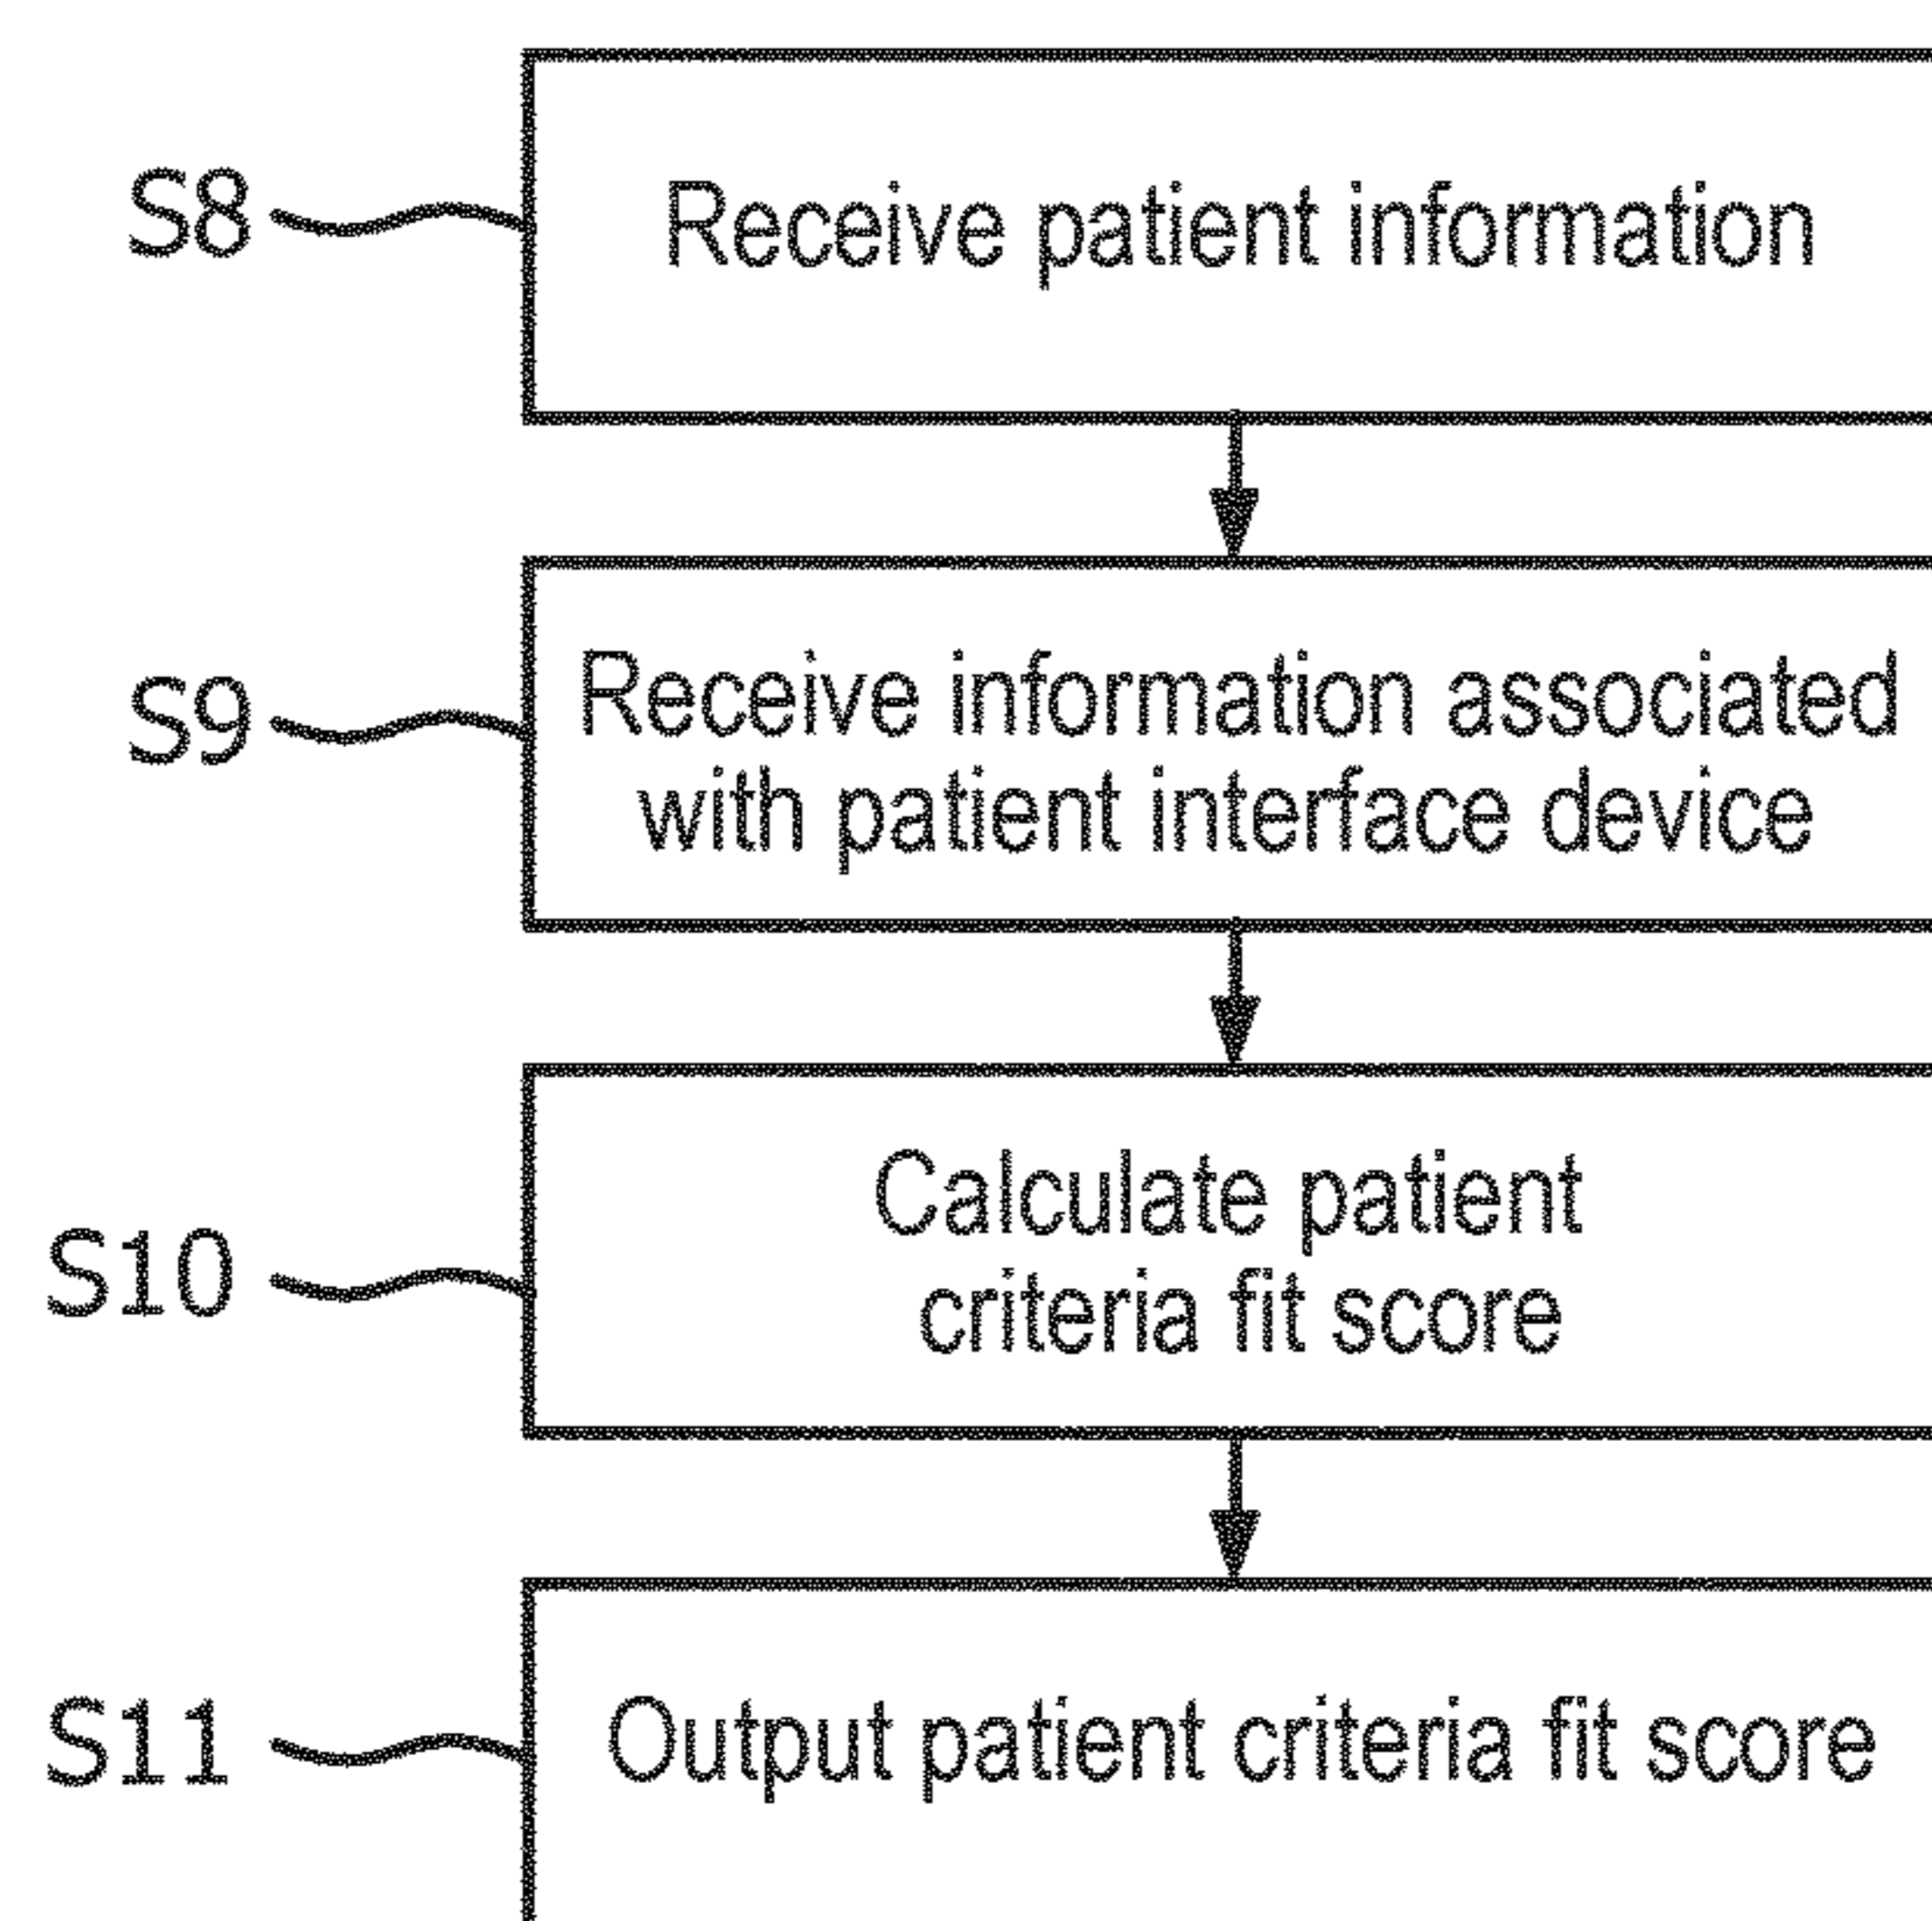 S8
Receive patient information
S9
Receive information associated
with patient interface device
S10
Calculate patient
criteria fit score
S11
Output patient criteria fit score